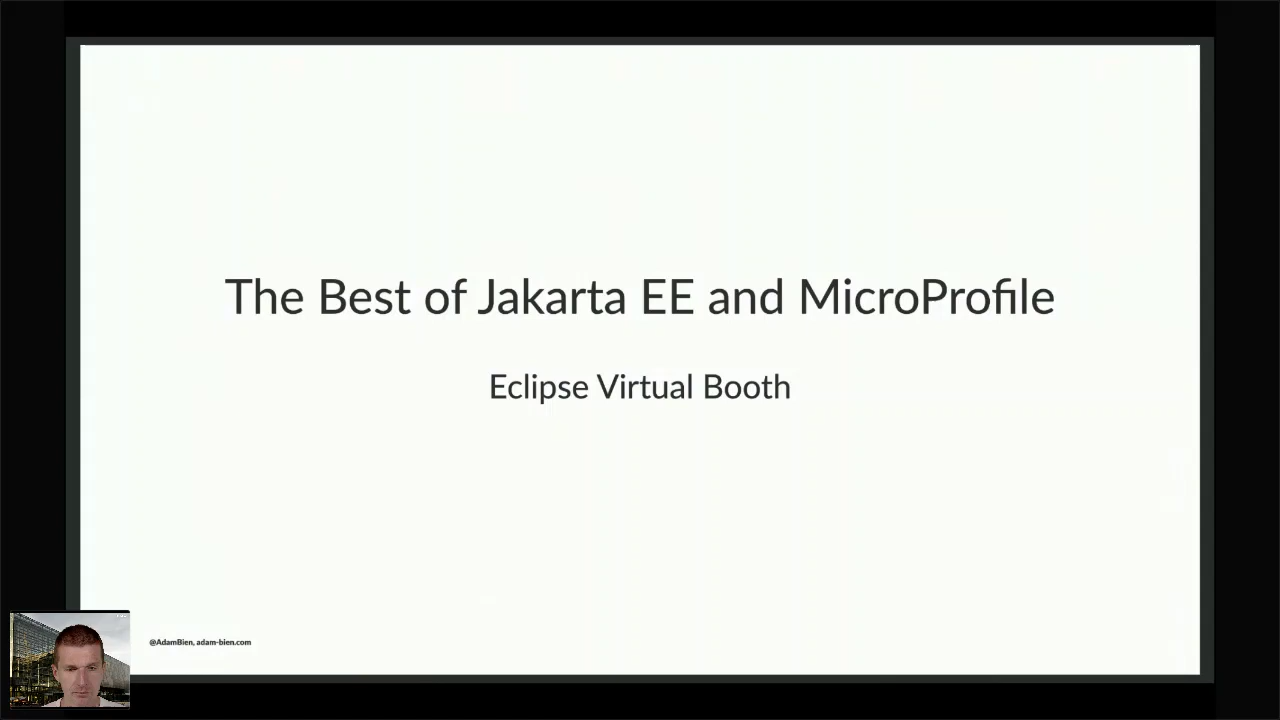 The Best of Jakarta EE and MicroProfile
Eclipse Virtual Booth
@AdamBien, adam-bien.com